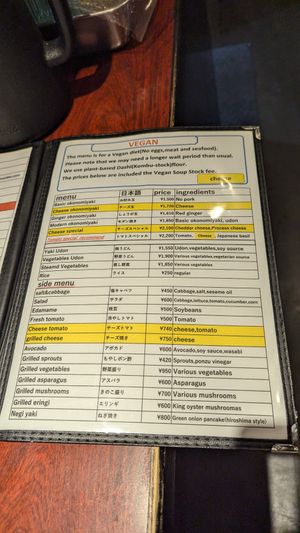 VEGAN
The menu is for a Vegan diet(No eggs,meat and seafood).
Please note that we may need a longer wait period than usual.
We use plant-based Dashi(Kombu-stock)flour.
The prices below are included the Vegan Soup Stock fee.
cheese
menu 日本語 price ingredients
Basic okonomiyaki ¥1,500 No pork
Cheese okonomiyaki チーズ玉 ¥1,720 Cheese
Ginger okonomiyaki しょうが玉 ¥1,610 Red ginger
Modern okonomiyaki モダン焼き ¥1,650 Basic okonomiyaki, udon
Cheese special チーズスペシャル ¥2,100 Cheddar cheese,Process cheese
Tomato special recommend トマトスペシャル ¥2,200 Tomato, Cheese, Japanese basil
Yaki Udon 焼うどん ¥1,550 Udon,vegetables,soy source
Vegetables Udon 野菜うどん ¥1,900 Various vegetables,vegetarian source
Steamed Vegetables 蒸し野菜 ¥1,850 Various vegetables
Rice ライス ¥250 regular
side menu
salt&cabbage 塩キャベツ ¥450 Cabbage,salt,sesame oil
Salad サラダ ¥600 Cabbage,lettuce,tomato,cucumber,corn
Edamame 枝豆 ¥500 Soybeans
Fresh tomato 冷やしトマト ¥500 Tomato
Cheese tomato チーズトマト ¥740 cheese,tomato
grilled cheese チーズ焼き ¥750 cheese
Avocado アボカド ¥600 Avocado,soy sauce,wasabi
Grilled sprouts もやしポン酢 ¥420 Sprouts,ponzu vinegar
Grilled vegetables 野菜盛り ¥950 Various vegetables
Grilled asparagus アスパラ ¥600 Asparagus
Grilled mushrooms きのこ盛り ¥700 Various mushrooms
Grilled eringi エリンギ ¥600 King oyster mushrooms
Negi yaki ねぎ焼き ¥800 Green onion pancake(hiroshima style)